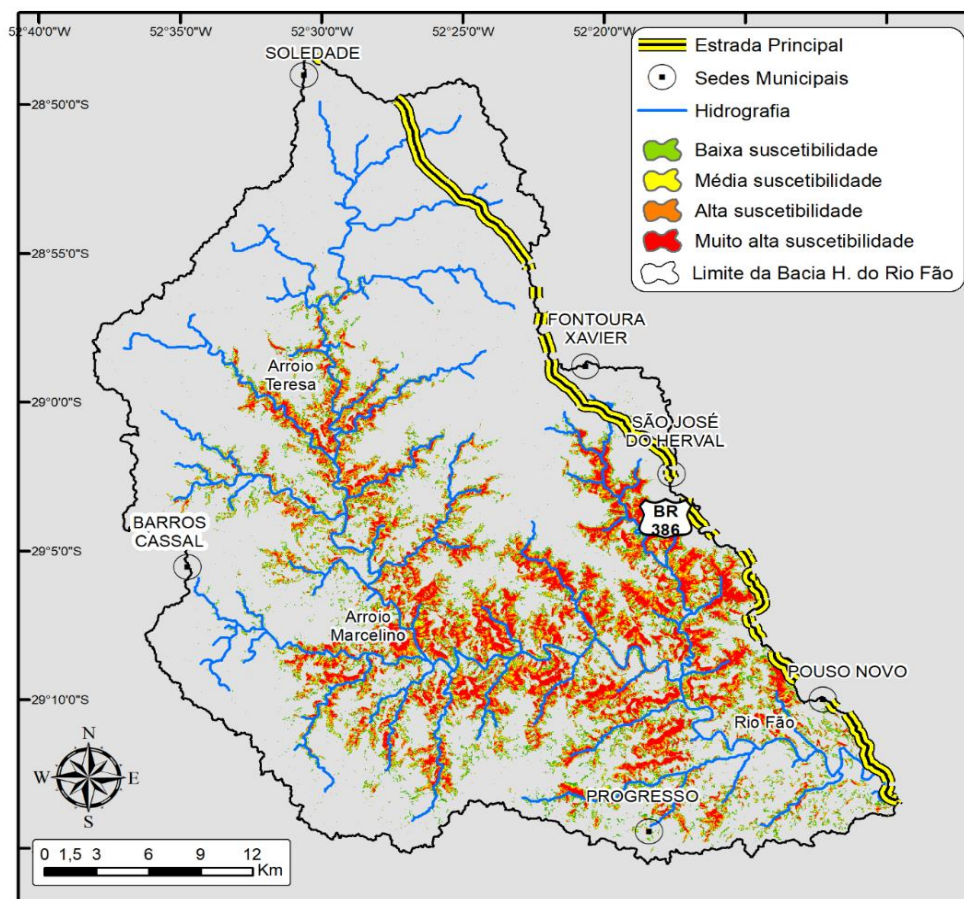 52°40'0"W 52°35'0"W 52°30'0"W 52°25'0"W 52°20'0"W
28°50'0"S
28°55'0"S
29°0'0"S
29°5'0"S
29°10'0"S
SOLEDADE
Estrada Principal
Sedes Municipais
Hidrografia
Baixa suscetibilidade
Média suscetibilidade
Alta suscetibilidade
Muito alta suscetibilidade
Limite da Bacia H. do Rio Fão
FONTOURA
XAVIER
Arroio
Teresa
SÃO JOSÉ
DO HERVAL
BR
386
BARROS
CASSAL
Arroio
Marcelino
POUSO NOVO
Rio Fão
PROGRESSO
N
W E
S
0 1,5 3 6 9 12
Km